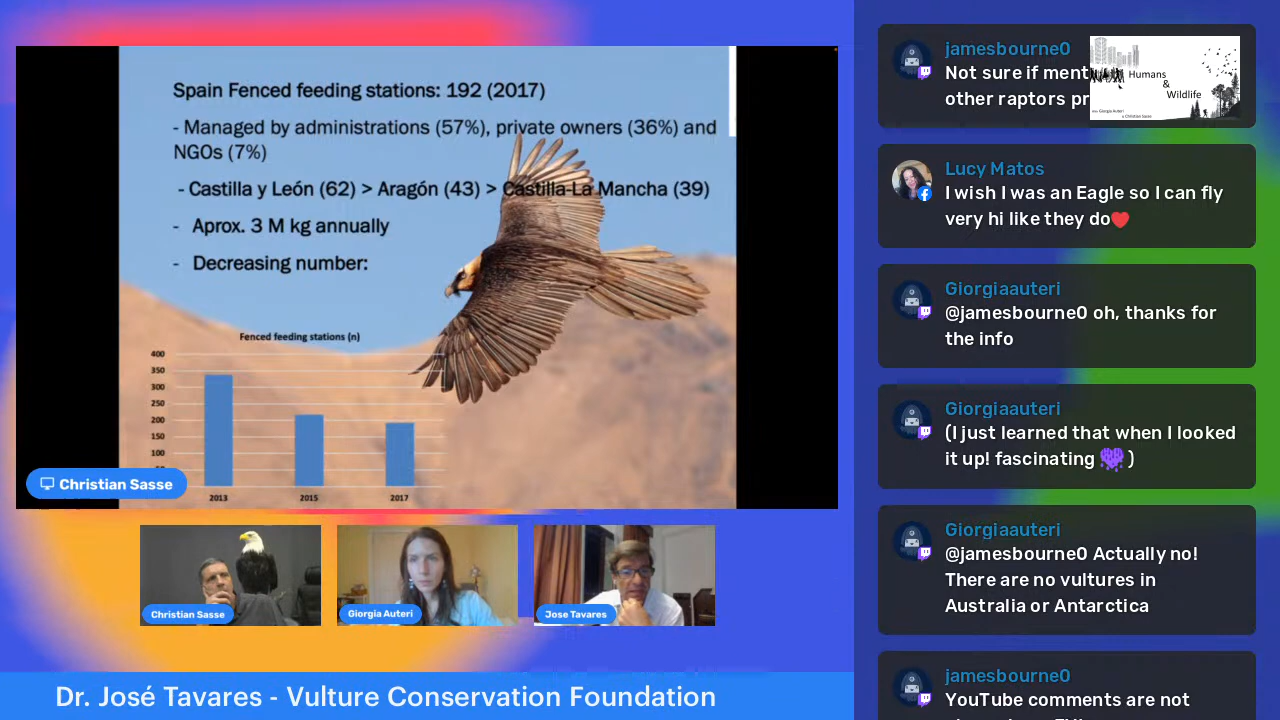 Spain Fenced feeding stations: 192 (2017)
- Managed by administrations (57%), private owners (36%) and
NGOs (7%)
- Castilla y León (62) > Aragón (43) > Castilla-La Mancha (39)
- Aprox. 3 M kg annually
- Decreasing number:
Fenced feeding stations (n)
400
350
300
250
200
150
100
2013
2015
2017
Christian Sasse
Christian Sasse
Giorgia Auteri
Jose Tavares
Dr. José Tavares - Vulture Conservation Foundation
jamesbourne0
Not sure if
other raptors
Humans
&
Wildlife
Lucy Matos
I wish I was an Eagle so I can fly
very hi like they do❤️
Giorgiaauteri
@jamesbourne0 oh, thanks for
the info
Giorgiaauteri
(I just learned that when I looked
it up! fascinating 💜 )
Giorgiaauteri
@jamesbourne0 Actually no!
There are no vultures in
Australia or Antarctica
jamesbourne0
YouTube comments are not